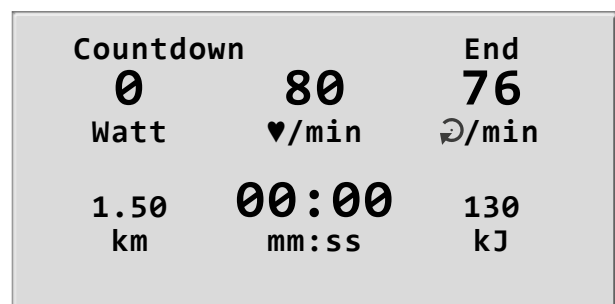 Countdown End
0 80 76
Watt ♥/min /min
1.50 00:00 130
km mm:ss kJ